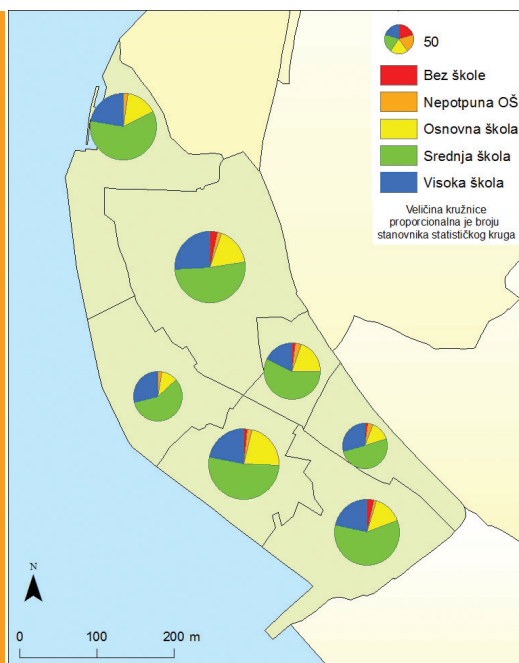 50
Bez škole
Nepotpuna OŠ
Osnovna škola
Srednja škola
Visoka škola
Veličina kružnice
proporcionalna je broju
stanovnika statističkog kruga
N
0 100 200 m